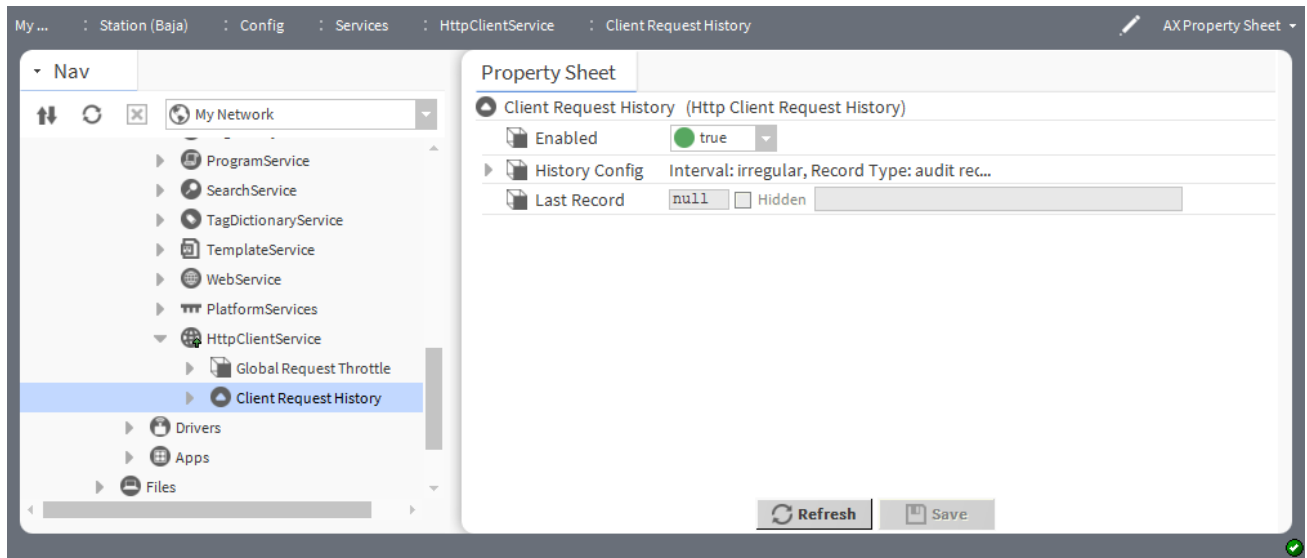 My ... : Station (Baja) : Config : Services : HttpClientService : Client Request History AX Property Sheet
Nav
My Network
ProgramService
SearchService
TagDictionaryService
TemplateService
WebService
PlatformServices
HttpClientService
Global Request Throttle
Client Request History
Drivers
Apps
Files
Property Sheet
Client Request History (Http Client Request History)
Enabled true
History Config Interval: irregular, Record Type: audit rec...
Last Record null Hidden
Refresh Save